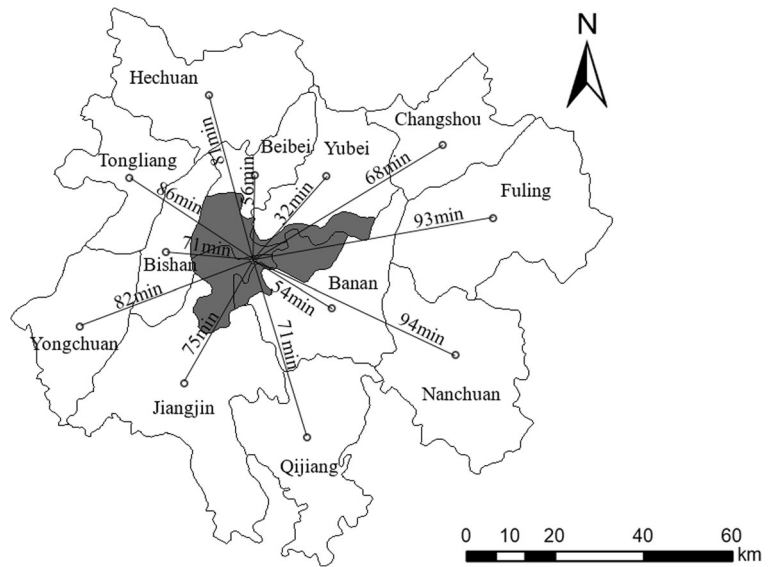 N
Hechuan
Changshou
Beibei
Yubei
81min
Tongliang
56min
68min
Fuling
86min
32min
93min
71min
Bishan
Banan
82min
54min
94min
Yongchuan
75min
71min
Nanchuan
Jiangjin
Qijiang
0 10 20 40 60
km